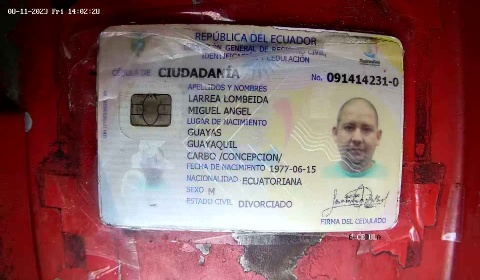 08-11-2023 Fri 14:02:28
REPÚBLICA DEL ECUADOR
DIRECCIÓN GENERAL DE REGISTRO CIVIL,
IDENTIFICACIÓN Y CEDULACIÓN
CÉDULA DE CIUDADANÍA
No. 091414231-0
APELLIDOS Y NOMBRES
LARREA LOMBEIDA
MIGUEL ANGEL
LUGAR DE NACIMIENTO
GUAYAS
GUAYAQUIL
CARBO /CONCEPCION/
FECHA DE NACIMIENTO 1977-06-15
NACIONALIDAD ECUATORIANA
SEXO M
ESTADO CIVIL DIVORCIADO
FIRMA DEL CEDULADO